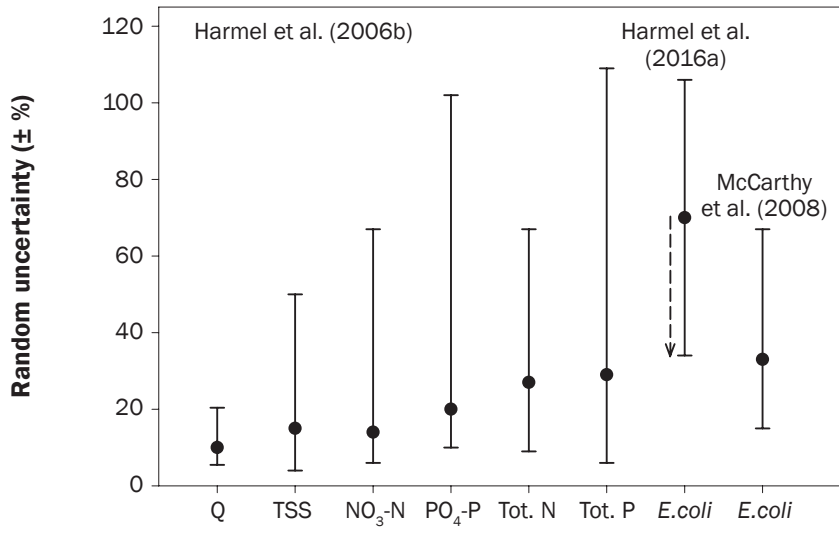 Random uncertainty (± %)
120
100
80
60
40
20
0
Harmel et al. (2006b)
Harmel et al.
(2016a)
McCarthy
et al. (2008)
Q TSS NO₃-N PO₄-P Tot. N Tot. P E.coli E.coli